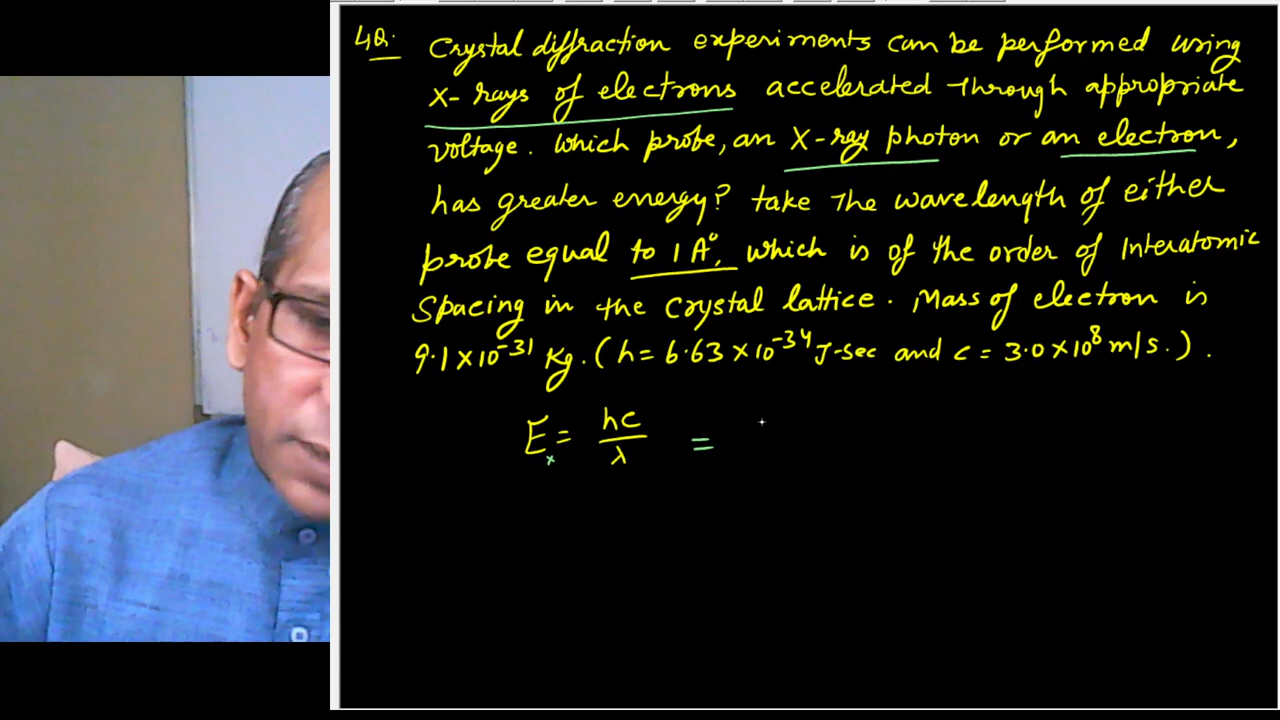 4Q. Crystal diffraction experiments can be performed using
X-rays of electrons accelerated through appropriate
voltage. Which probe, an X-ray photon or an electron,
has greater energy? take the wavelength of either
probe equal to 1 A°, which is of the order of Interatomic
Spacing in the crystal lattice. Mass of electron is
9.1 x 10⁻³¹ Kg. (h = 6.63 x 10⁻³⁴ J-sec and c = 3.0 x 10⁸ m/s.).
Eₓ = hc/λ =